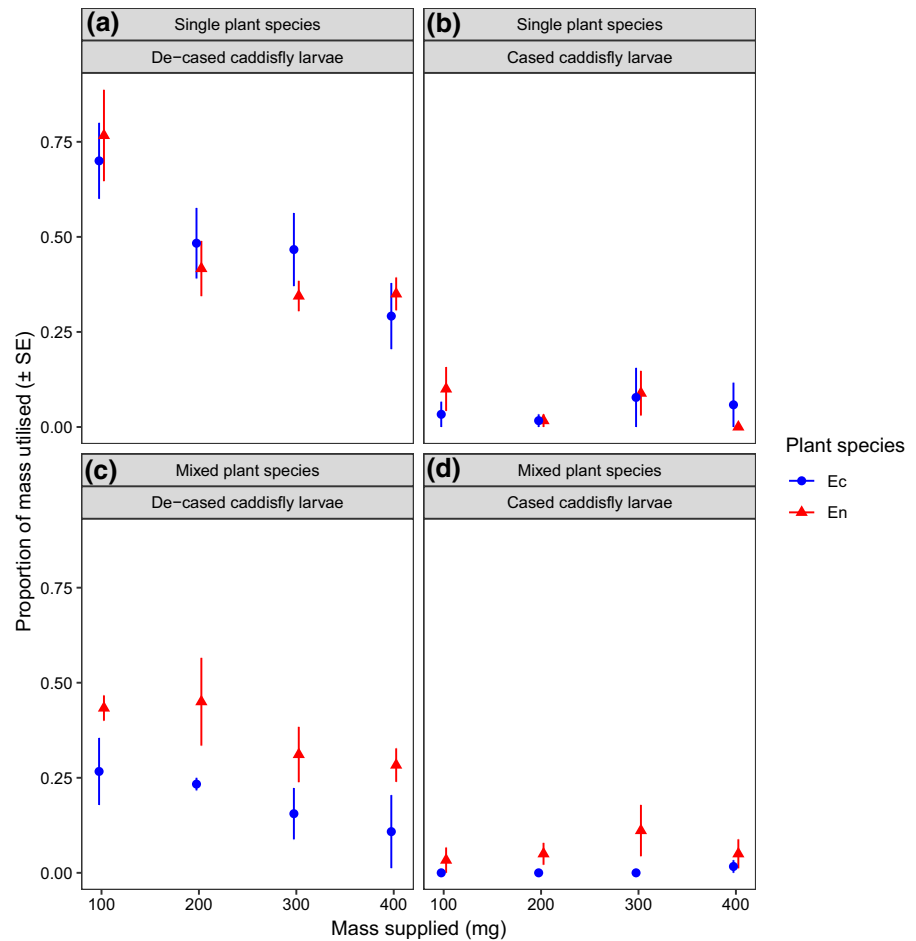 (a) Single plant species
De−cased caddisfly larvae
(b) Single plant species
Cased caddisfly larvae
0.75
0.50
0.25
0.00
(c) Mixed plant species
De−cased caddisfly larvae
(d) Mixed plant species
Cased caddisfly larvae
0.75
0.50
0.25
0.00
100 200 300 400
100 200 300 400
Mass supplied (mg)
Proportion of mass utilised (± SE)
Plant species
Ec
En